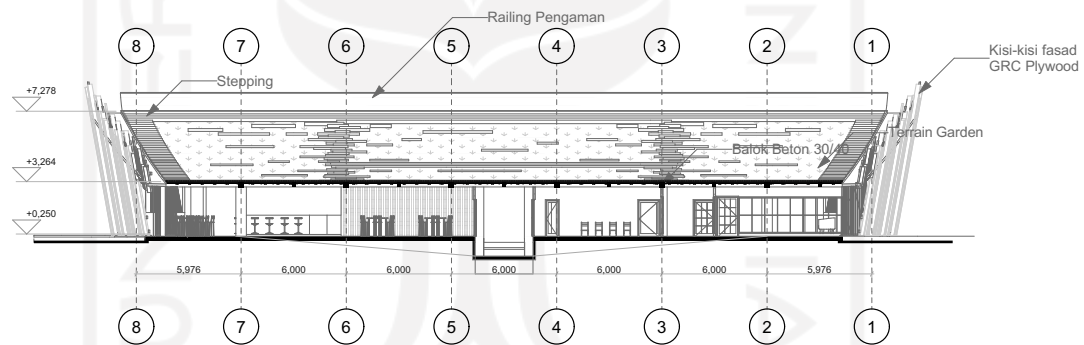 Railing Pengaman
8 7 6 5 4 3 2 1
Kisi-kisi fasad
GRC Plywood
Stepping
+7,278
Terrain Garden
Balok Beton 30/40
+3,264
+0,250
5,976 6,000 6,000 6,000 6,000 6,000 5,976
8 7 6 5 4 3 2 1